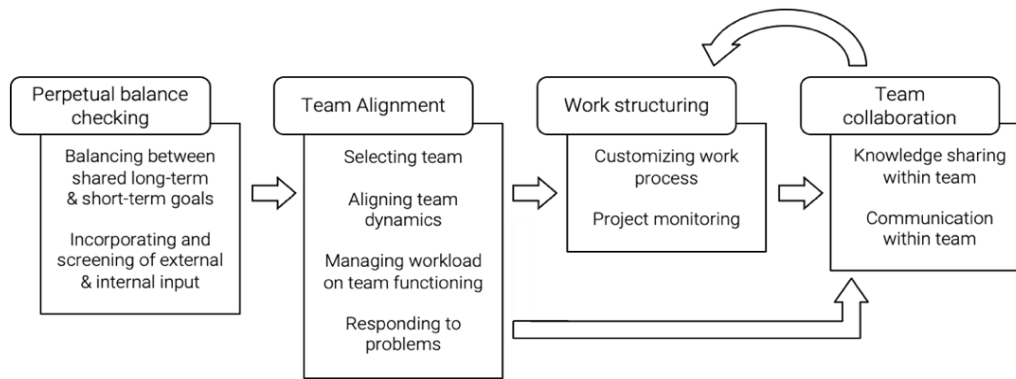 Perpetual balance
checking
Balancing between
shared long-term
& short-term goals
Incorporating and
screening of external
& internal input
Team Alignment
Selecting team
Aligning team
dynamics
Managing workload
on team functioning
Responding to
problems
Work structuring
Customizing work
process
Project monitoring
Team
collaboration
Knowledge sharing
within team
Communication
within team